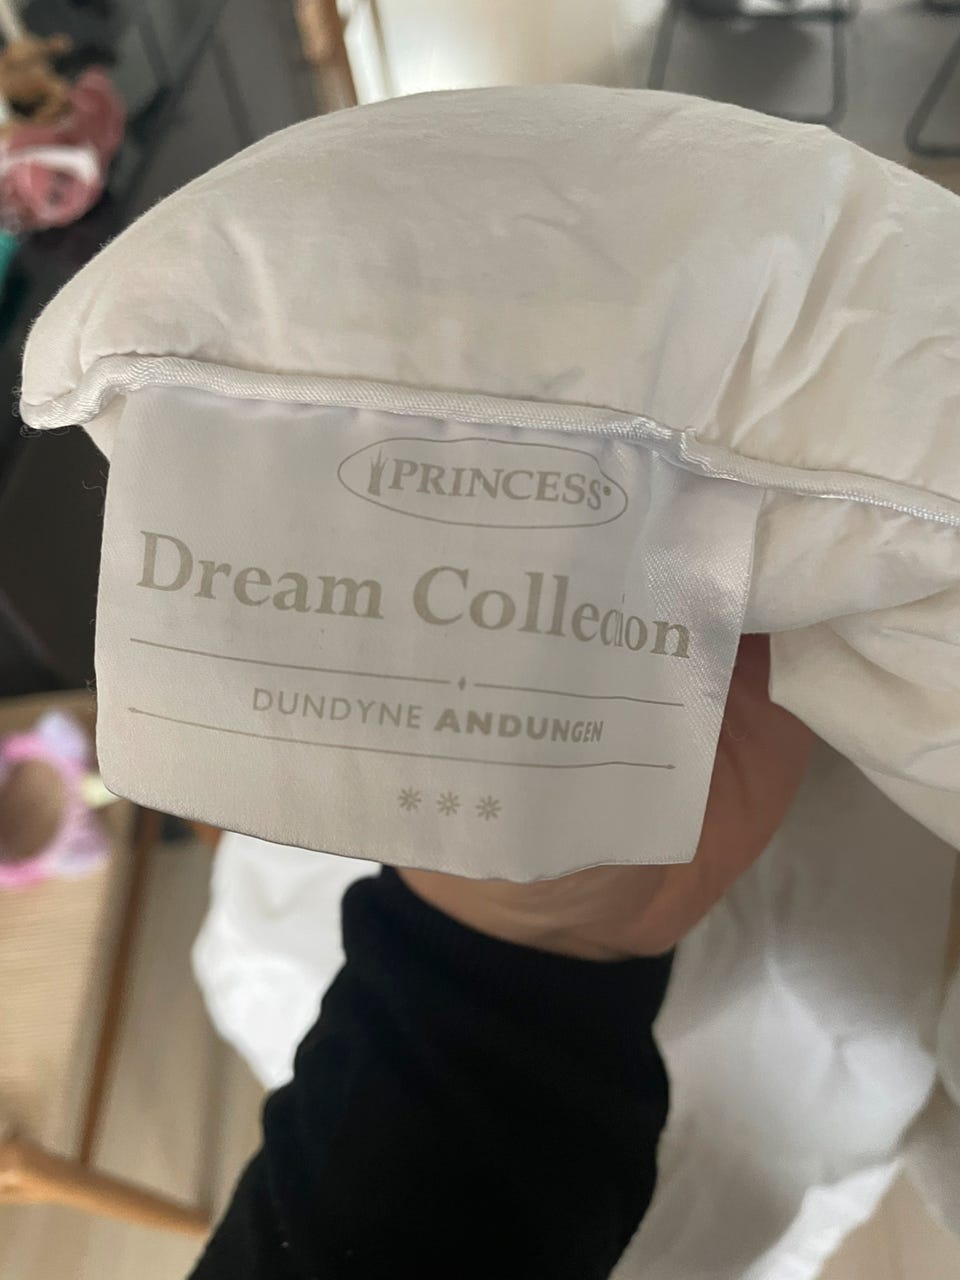 PRINCESS
Dream Collection
DUNDYNE ANDUNGEN
✳ ✳ ✳